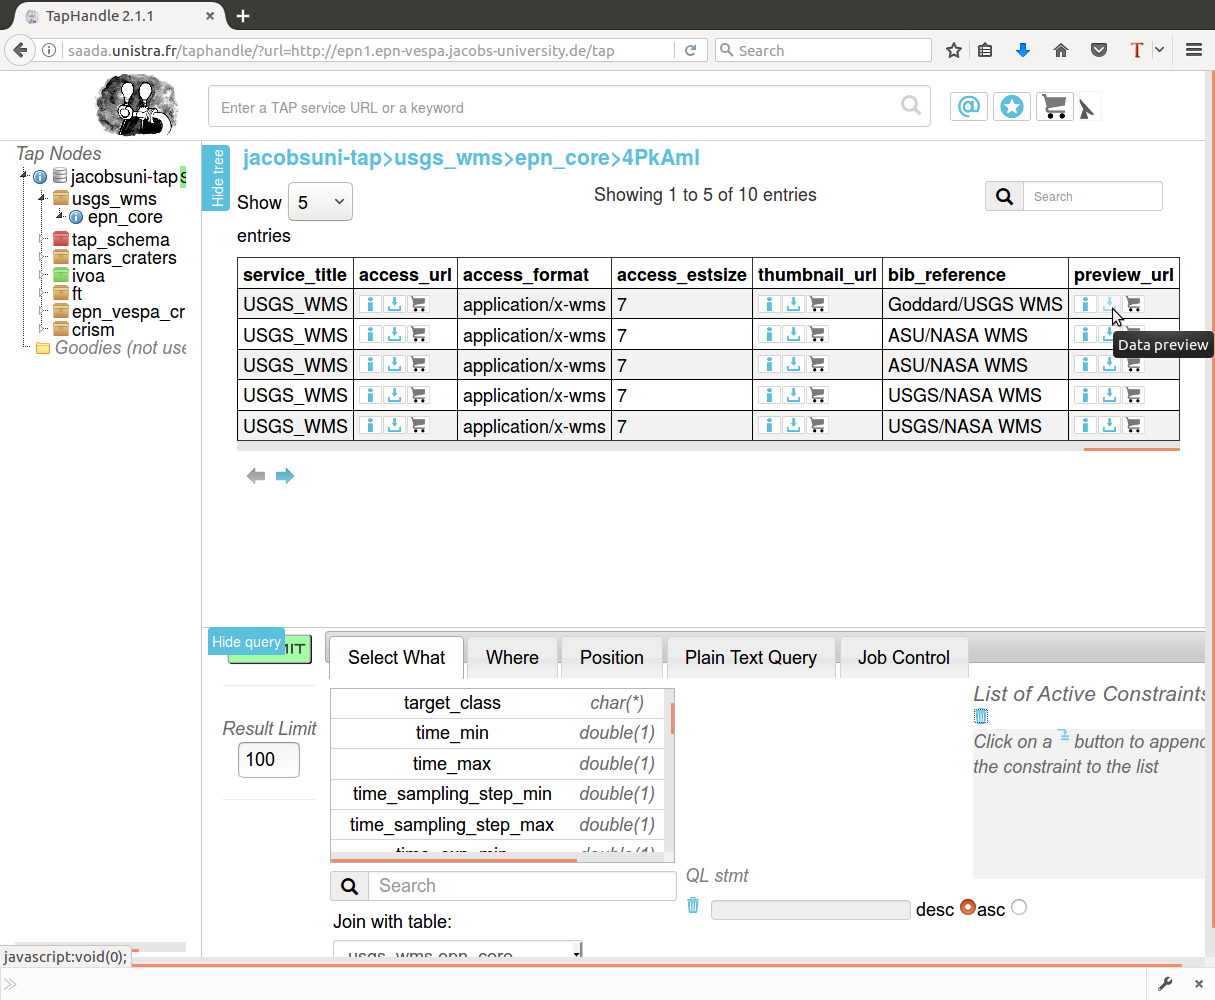 TapHandle 2.1.1
saada.unistra.fr/taphandle/?url=http://epn1.epn-vespa.jacobs-university.de/tap
Search
Enter a TAP service URL or a keyword
Tap Nodes
jacobsuni-tap
usgs_wms
epn_core
tap_schema
mars_craters
ivoa
ft
epn_vespa_cr
crism
Goodies (not use
Hide tree
jacobsuni-tap>usgs_wms>epn_core>4PkAmI
Show 5 entries
Showing 1 to 5 of 10 entries
Search
service_title access_url access_format access_estsize thumbnail_url bib_reference preview_url
USGS_WMS application/x-wms 7 Goddard/USGS WMS
USGS_WMS application/x-wms 7 ASU/NASA WMS
Data preview
USGS_WMS application/x-wms 7 ASU/NASA WMS
USGS_WMS application/x-wms 7 USGS/NASA WMS
USGS_WMS application/x-wms 7 USGS/NASA WMS
Hide query
MIT
Select What Where Position Plain Text Query Job Control
Result Limit
100
target_class char(*)
time_min double(1)
time_max double(1)
time_sampling_step_min double(1)
time_sampling_step_max double(1)
Search
Join with table:
usgs_wms.epn_core
List of Active Constraints
Click on a button to append
the constraint to the list
QL stmt
desc asc
javascript:void(0);